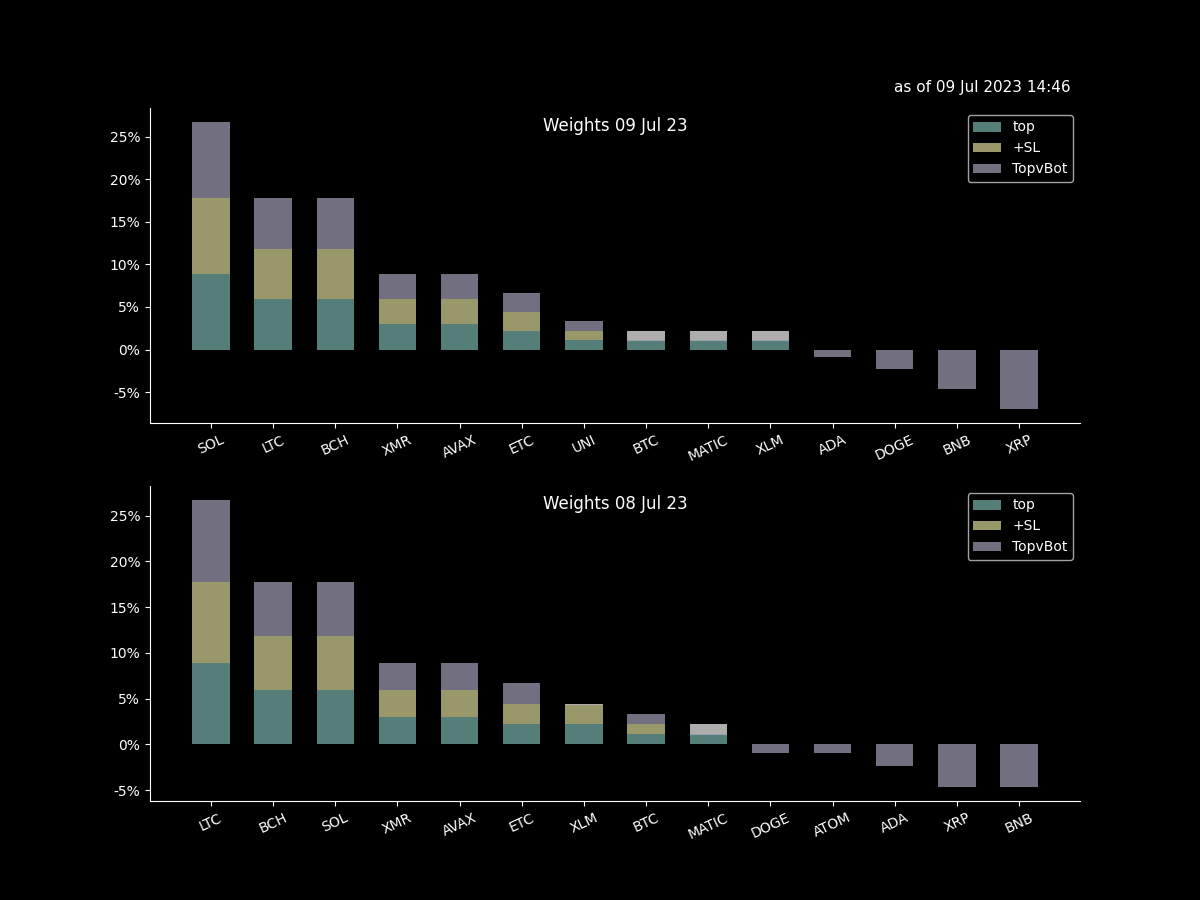 as of 09 Jul 2023 14:46
Weights 09 Jul 23
top
+SL
TopvBot
25%
20%
15%
10%
5%
0%
-5%
SOL LTC BCH XMR AVAX ETC UNI BTC MATIC XLM ADA DOGE BNB XRP
Weights 08 Jul 23
top
+SL
TopvBot
25%
20%
15%
10%
5%
0%
-5%
LTC BCH SOL XMR AVAX ETC XLM BTC MATIC DOGE ATOM ADA XRP BNB